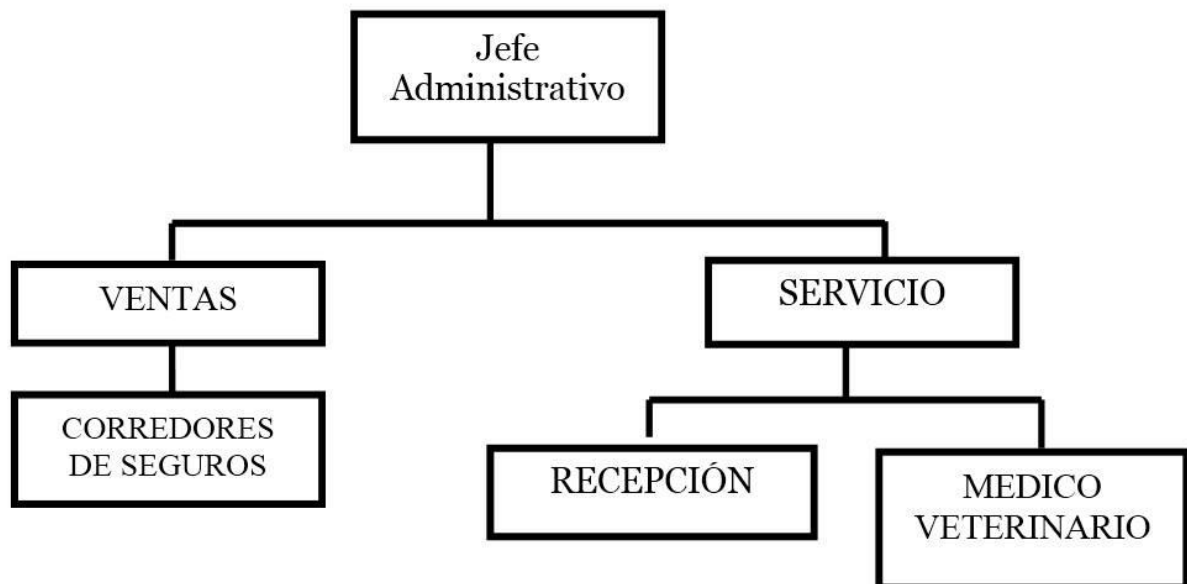 Jefe
Administrativo
VENTAS
SERVICIO
CORREDORES
DE SEGUROS
RECEPCIÓN
MEDICO
VETERINARIO